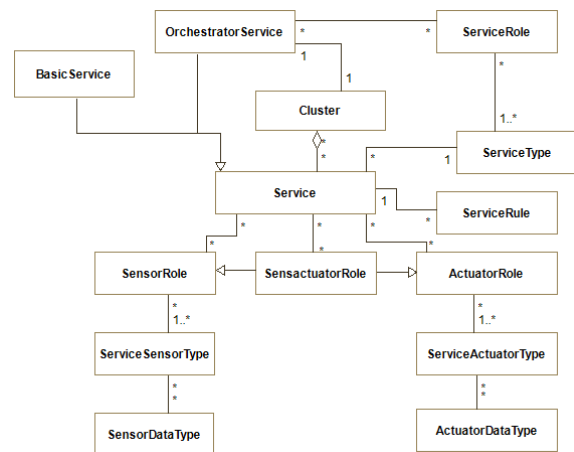 OrchestratorService
ServiceRole
*
*
1
*
BasicService
1
Cluster
1..*
*
*
*
1
ServiceType
Service
1
*
ServiceRule
*
*
*
*
*
*
SensorRole
SensactuatorRole
ActuatorRole
*
1..*
*
1..*
ServiceSensorType
ServiceActuatorType
*
*
*
*
SensorDataType
ActuatorDataType